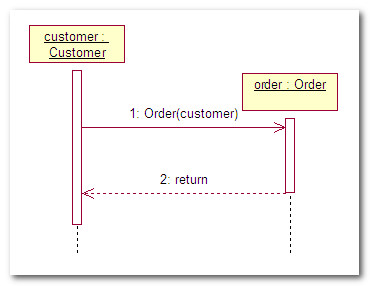 customer :
Customer
order : Order
1: Order(customer)
2: return